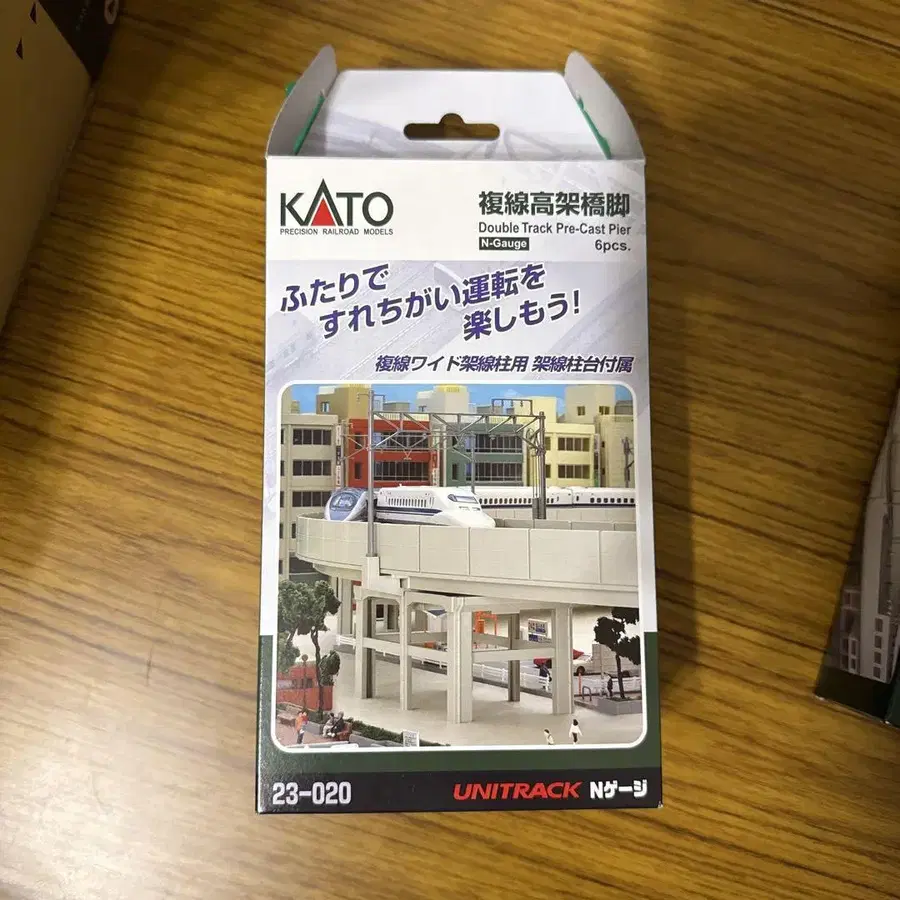 KATO
PRECISION RAILROAD MODELS
複線高架橋脚
Double Track Pre-Cast Pier
N-Gauge 6pcs.
ふたりで
すれちがい運転を
楽しもう!
複線ワイド架線柱用 架線柱台付属
23-020
UNITRACK Nゲージ